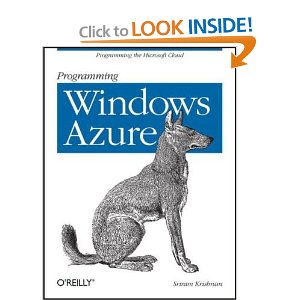 Click to
LOOK INSIDE!
Programming the Microsoft Cloud
Programming
Windows
Azure
O'REILLY®
Sriram Krishnan